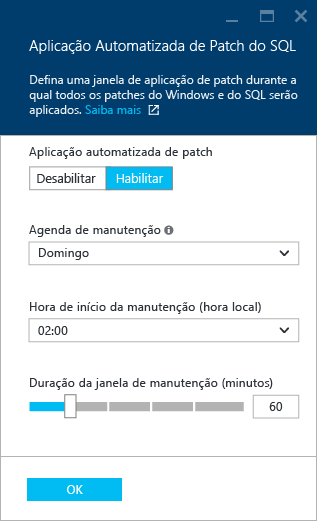 Aplicação Automatizada de Patch do SQL
Defina uma janela de aplicação de patch durante a
qual todos os patches do Windows e do SQL serão
aplicados. Saiba mais
Aplicação automatizada de patch
Desabilitar Habilitar
Agenda de manutenção
Domingo
Hora de início da manutenção (hora local)
02:00
Duração da janela de manutenção (minutos)
60
OK